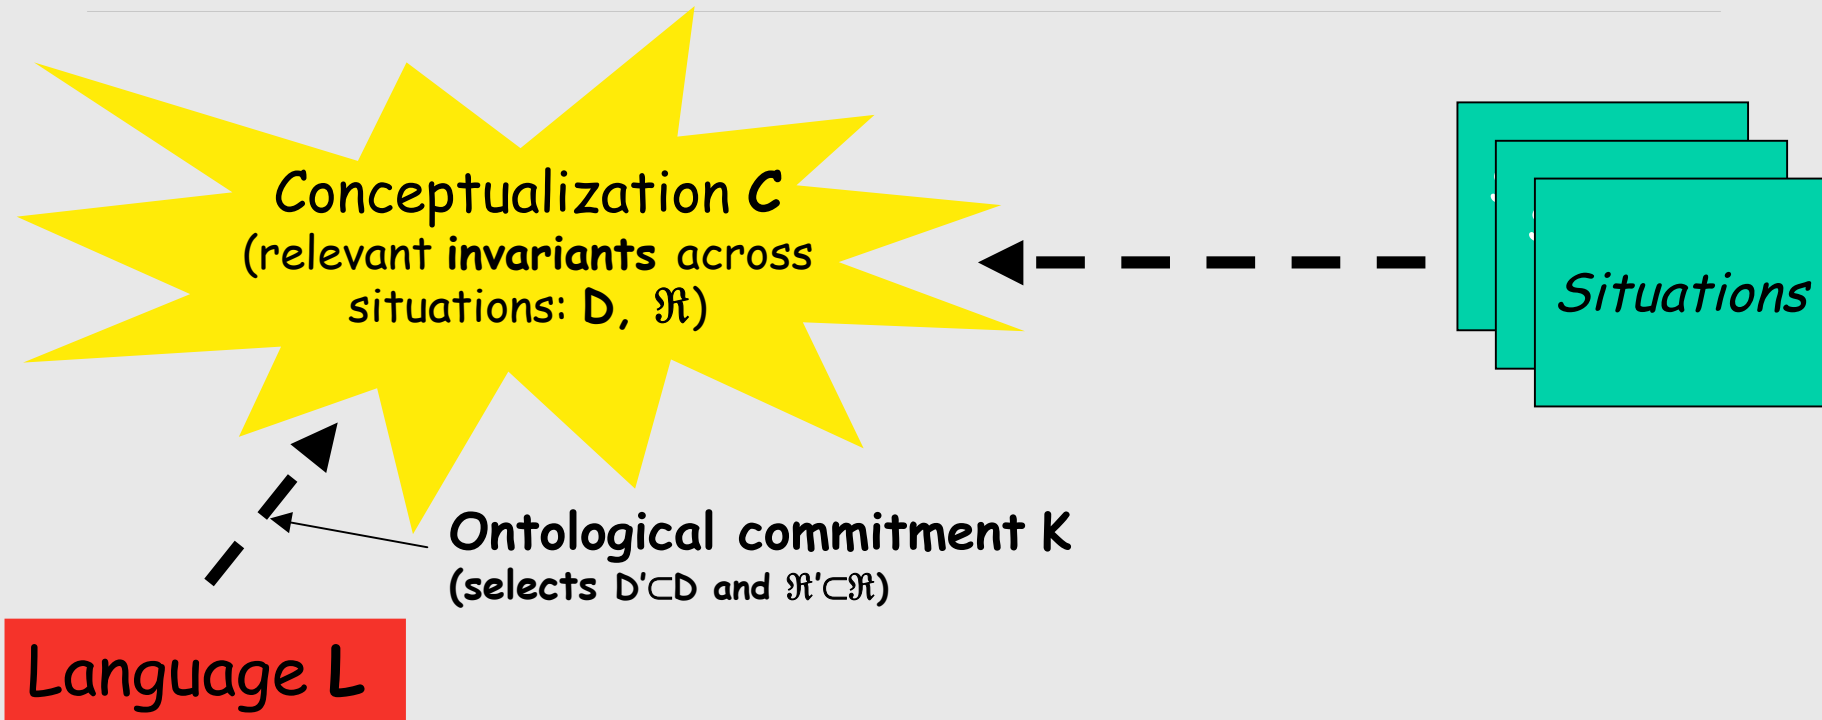 Conceptualization C
(relevant invariants across
situations: D, ℜ)
Situations
Ontological commitment K
(selects D'⊂D and ℜ'⊂ℜ)
Language L